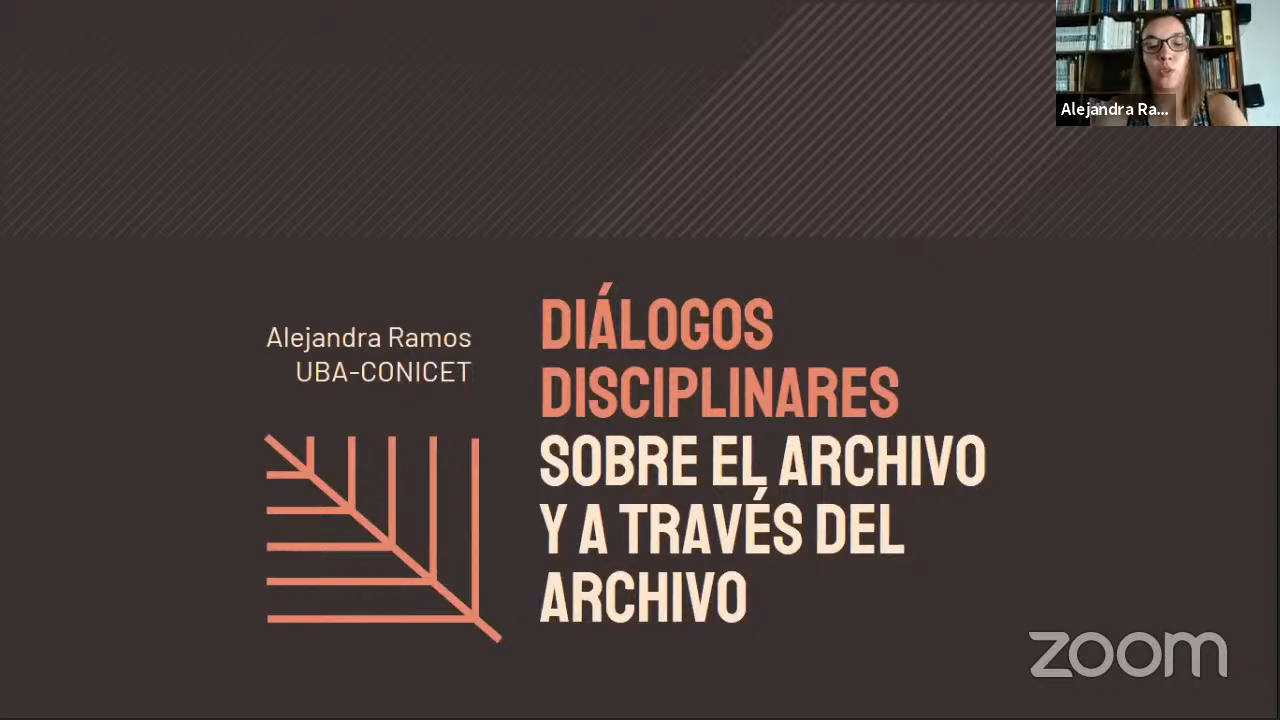 Alejandra Ra...
Alejandra Ramos
UBA-CONICET
DIÁLOGOS
DISCIPLINARES
SOBRE EL ARCHIVO
Y A TRAVÉS DEL
ARCHIVO
zoom